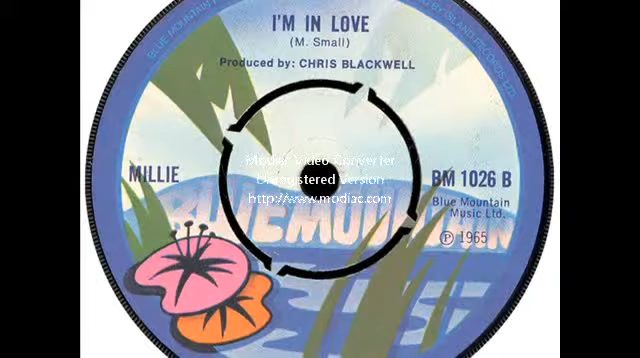 I'M IN LOVE
(M. Small)
Produced by: CHRIS BLACKWELL
Movie Video Converter
Unregistered Version
http://www.modiac.com
MILLIE
BM 1026 B
Blue Mountain
Music Ltd.
℗ 1965
BLUE MOUNTAIN